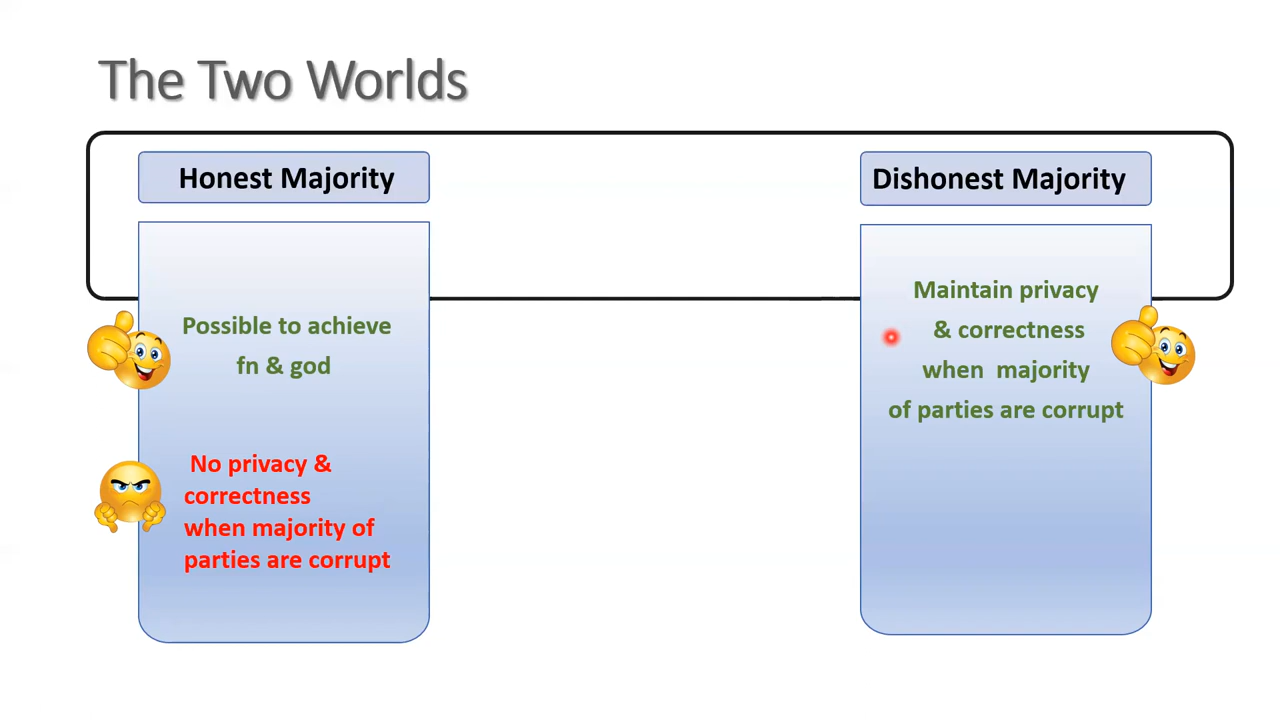 The Two Worlds
Honest Majority
Possible to achieve
fn & god
No privacy &
correctness
when majority of
parties are corrupt
Dishonest Majority
Maintain privacy
& correctness
when majority
of parties are corrupt